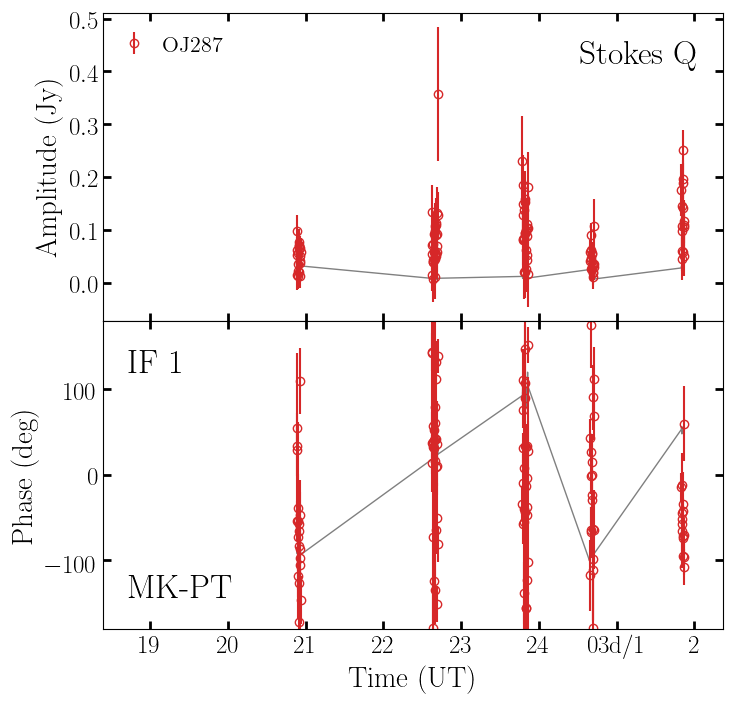 0.5
OJ287
Stokes Q
0.4
0.3
0.2
0.1
0.0
Amplitude (Jy)
IF 1
100
0
−100
Phase (deg)
MK-PT
19 20 21 22 23 24 03d/1 2
Time (UT)